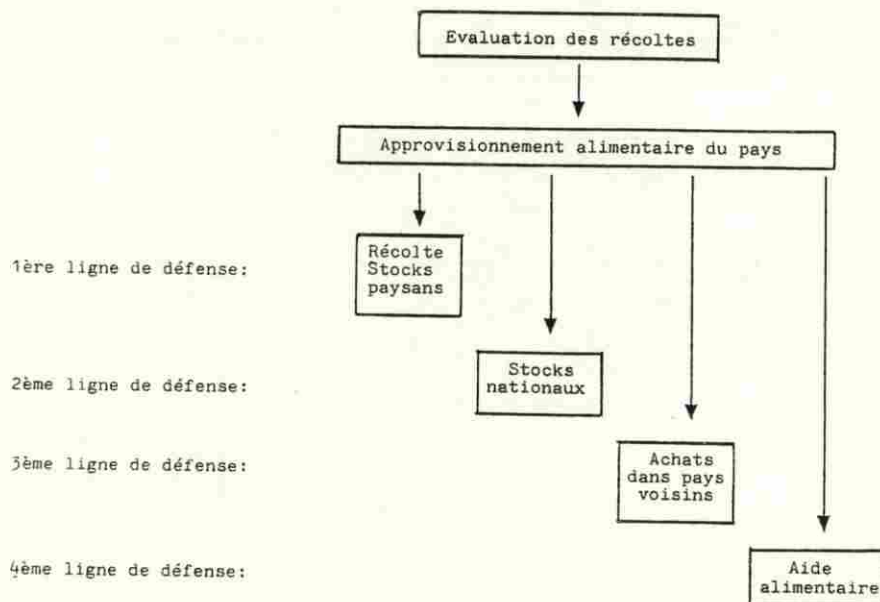 Evaluation des récoltes
Approvisionnement alimentaire du pays
1ère ligne de défense:
Récolte
Stocks
paysans
2ème ligne de défense:
Stocks
nationaux
3ème ligne de défense:
Achats
dans pays
voisins
4ème ligne de défense:
Aide
alimentaire